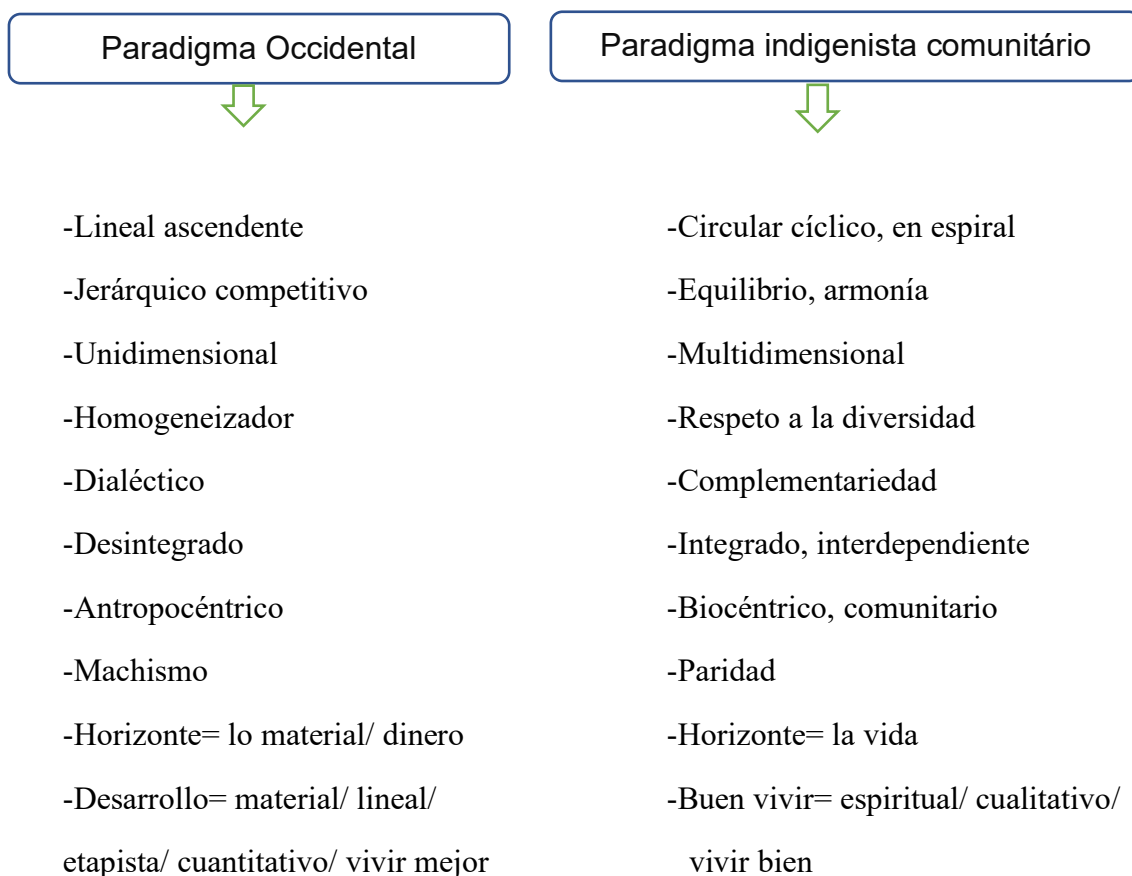 Paradigma Occidental
-Lineal ascendente
-Jerárquico competitivo
-Unidimensional
-Homogeneizador
-Dialéctico
-Desintegrado
-Antropocéntrico
-Machismo
-Horizonte= lo material/ dinero
-Desarrollo= material/ lineal/
etapista/ cuantitativo/ vivir mejor
Paradigma indigenista comunitário
-Circular cíclico, en espiral
-Equilibrio, armonía
-Multidimensional
-Respeto a la diversidad
-Complementariedad
-Integrado, interdependiente
-Biocéntrico, comunitario
-Paridad
-Horizonte= la vida
-Buen vivir= espiritual/ cualitativo/
vivir bien